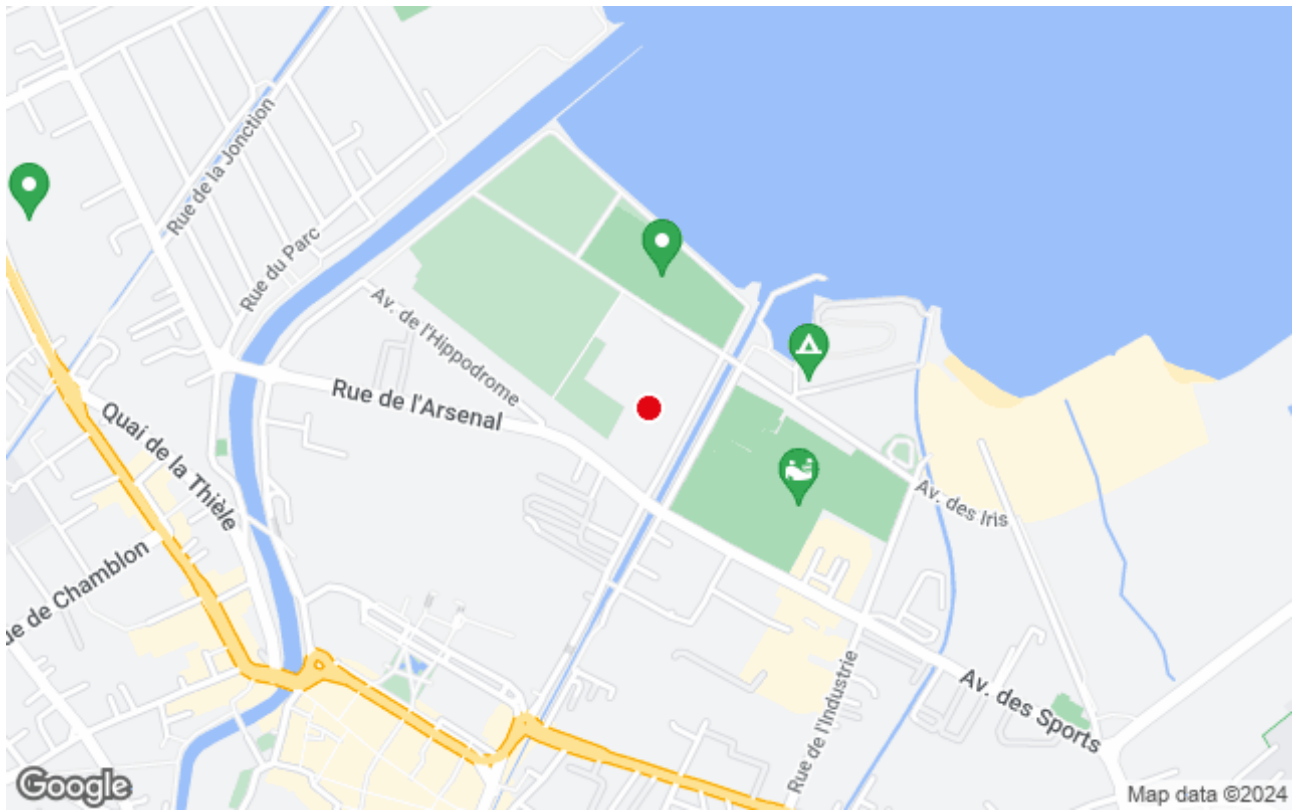 Rue de la Jonction
Rue du Parc
Av. de l'Hippodrome
Rue de l'Arsenal
Quai de la Thièle
ue de Chamblon
Av. des Iris
Av. des Sports
Rue de l'Industrie
Google
Map data ©2024